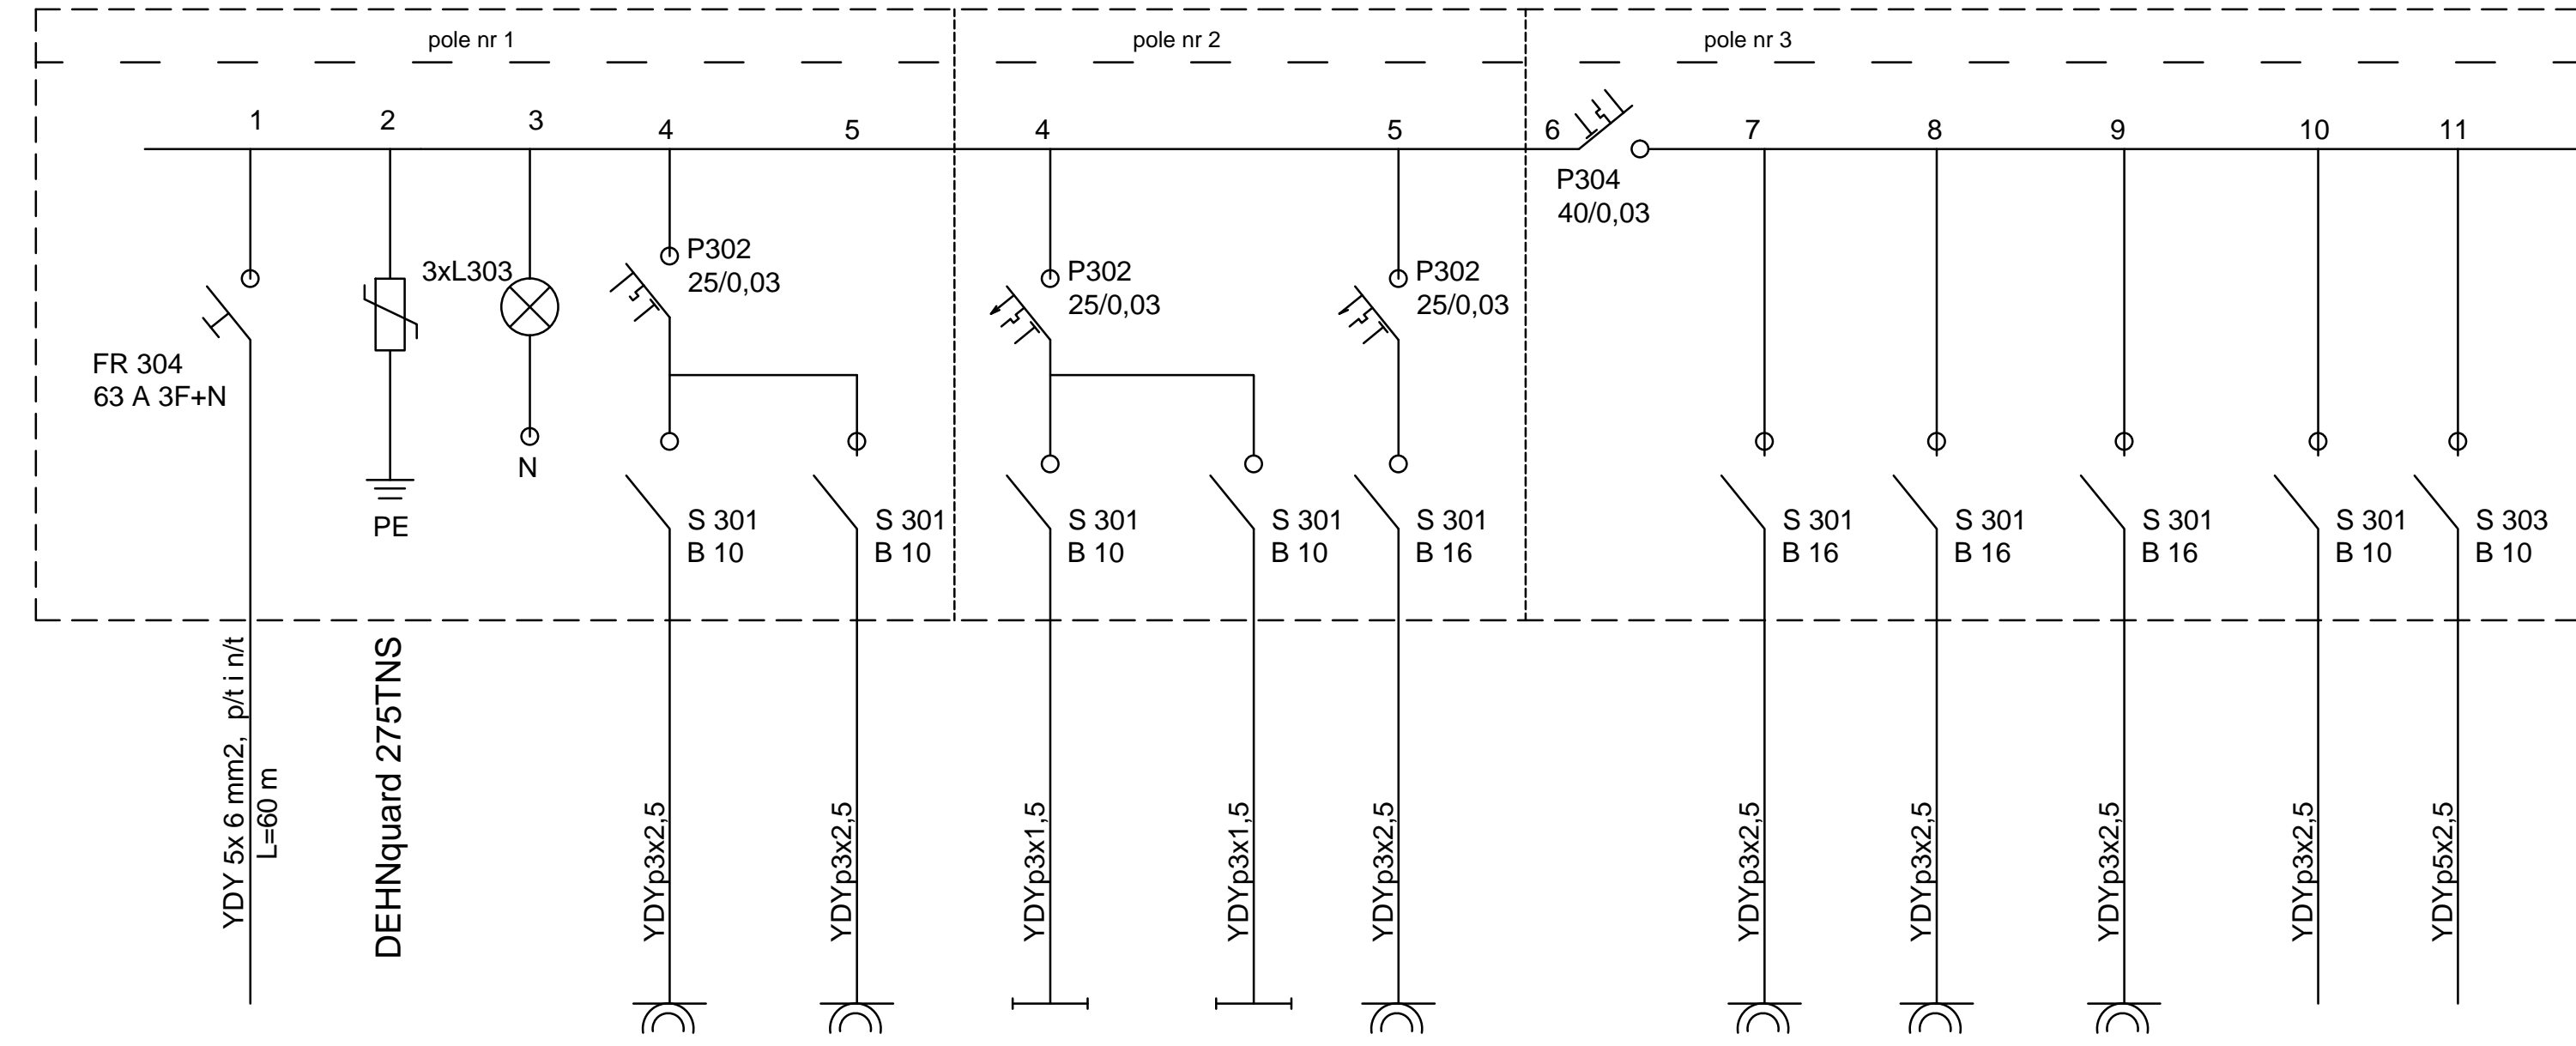 pole nr 1
pole nr 2
pole nr 3
1
2
3
4
5
4
5
6
7
8
9
10
11
P304
40/0,03
P302
25/0,03
3xL303
P302
25/0,03
P302
25/0,03
FR 304
63 A 3F+N
N
PE
S 301
B 10
S 301
B 10
S 301
B 10
S 301
B 10
S 301
B 16
S 301
B 16
S 301
B 16
S 301
B 16
S 301
B 10
S 303
B 10
YDY 5x 6 mm2, p/t i n/t
L=60 m
DEHNquard 275TNS
YDYp3x2,5
YDYp3x2,5
YDYp3x1,5
YDYp3x1,5
YDYp3x2,5
YDYp3x2,5
YDYp3x2,5
YDYp3x2,5
YDYp3x2,5
YDYp5x2,5